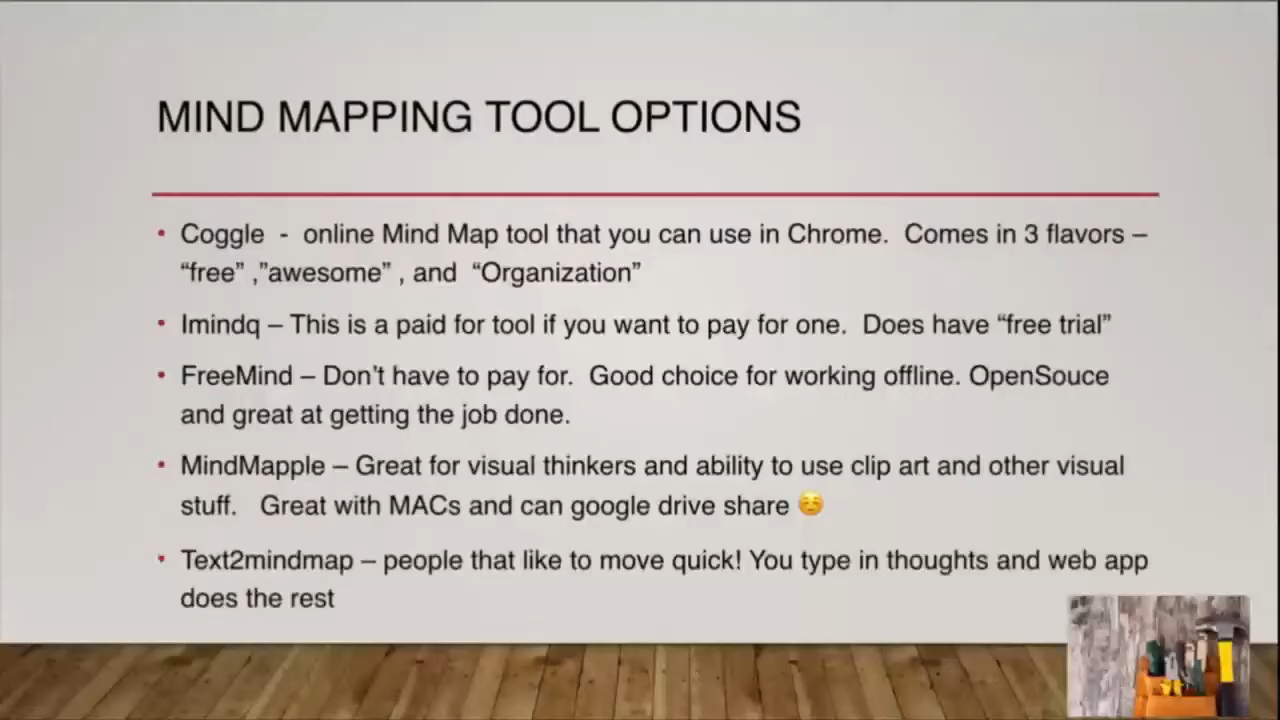 MIND MAPPING TOOL OPTIONS
• Coggle - online Mind Map tool that you can use in Chrome. Comes in 3 flavors –
“free” ,”awesome” , and “Organization”
• Imindq – This is a paid for tool if you want to pay for one. Does have “free trial”
• FreeMind – Don’t have to pay for. Good choice for working offline. OpenSouce
and great at getting the job done.
• MindMapple – Great for visual thinkers and ability to use clip art and other visual
stuff. Great with MACs and can google drive share ☺️
• Text2mindmap – people that like to move quick! You type in thoughts and web app
does the rest